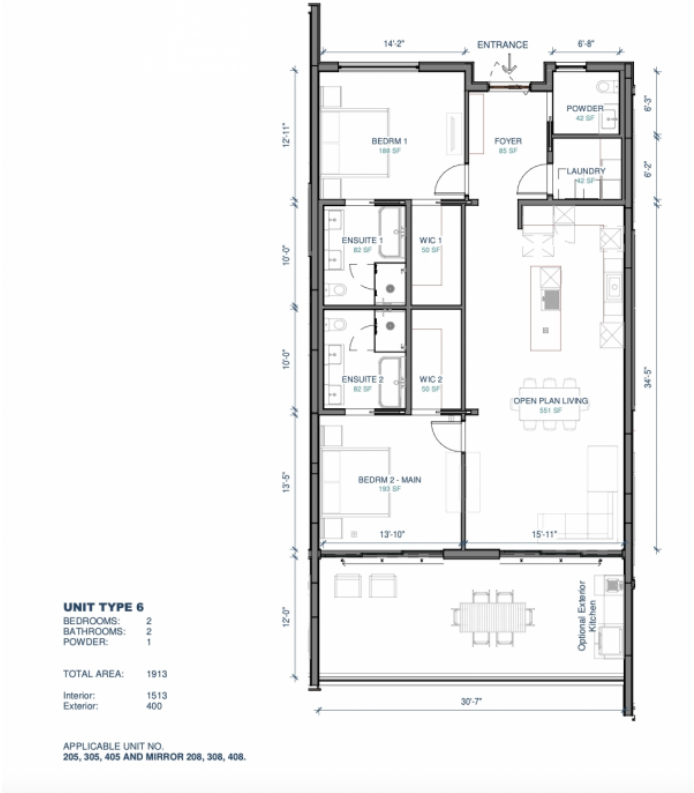 14'-2"
ENTRANCE
6'-8"
12'-11"
BEDRM 1
188 SF
FOYER
85 SF
POWDER
42 SF
6'-3"
LAUNDRY
42 SF
6'-2"
10'-0"
ENSUITE 1
82 SF
WIC 1
50 SF
10'-0"
ENSUITE 2
82 SF
WIC 2
50 SF
OPEN PLAN LIVING
551 SF
34'-5"
13'-5"
BEDRM 2 - MAIN
193 SF
13'-10"
15'-11"
12'-0"
Optional Exterior
Kitchen
30'-7"
UNIT TYPE 6
BEDROOMS: 2
BATHROOMS: 2
POWDER: 1
TOTAL AREA: 1913
Interior: 1513
Exterior: 400
APPLICABLE UNIT NO.
205, 305, 405 AND MIRROR 208, 308, 408.